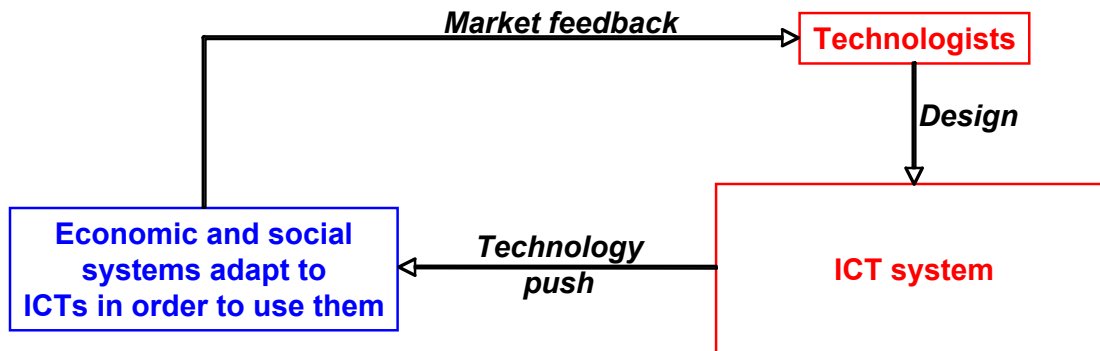 Market feedback
Technologists
Design
Economic and social
systems adapt to
ICTs in order to use them
Technology
push
ICT system